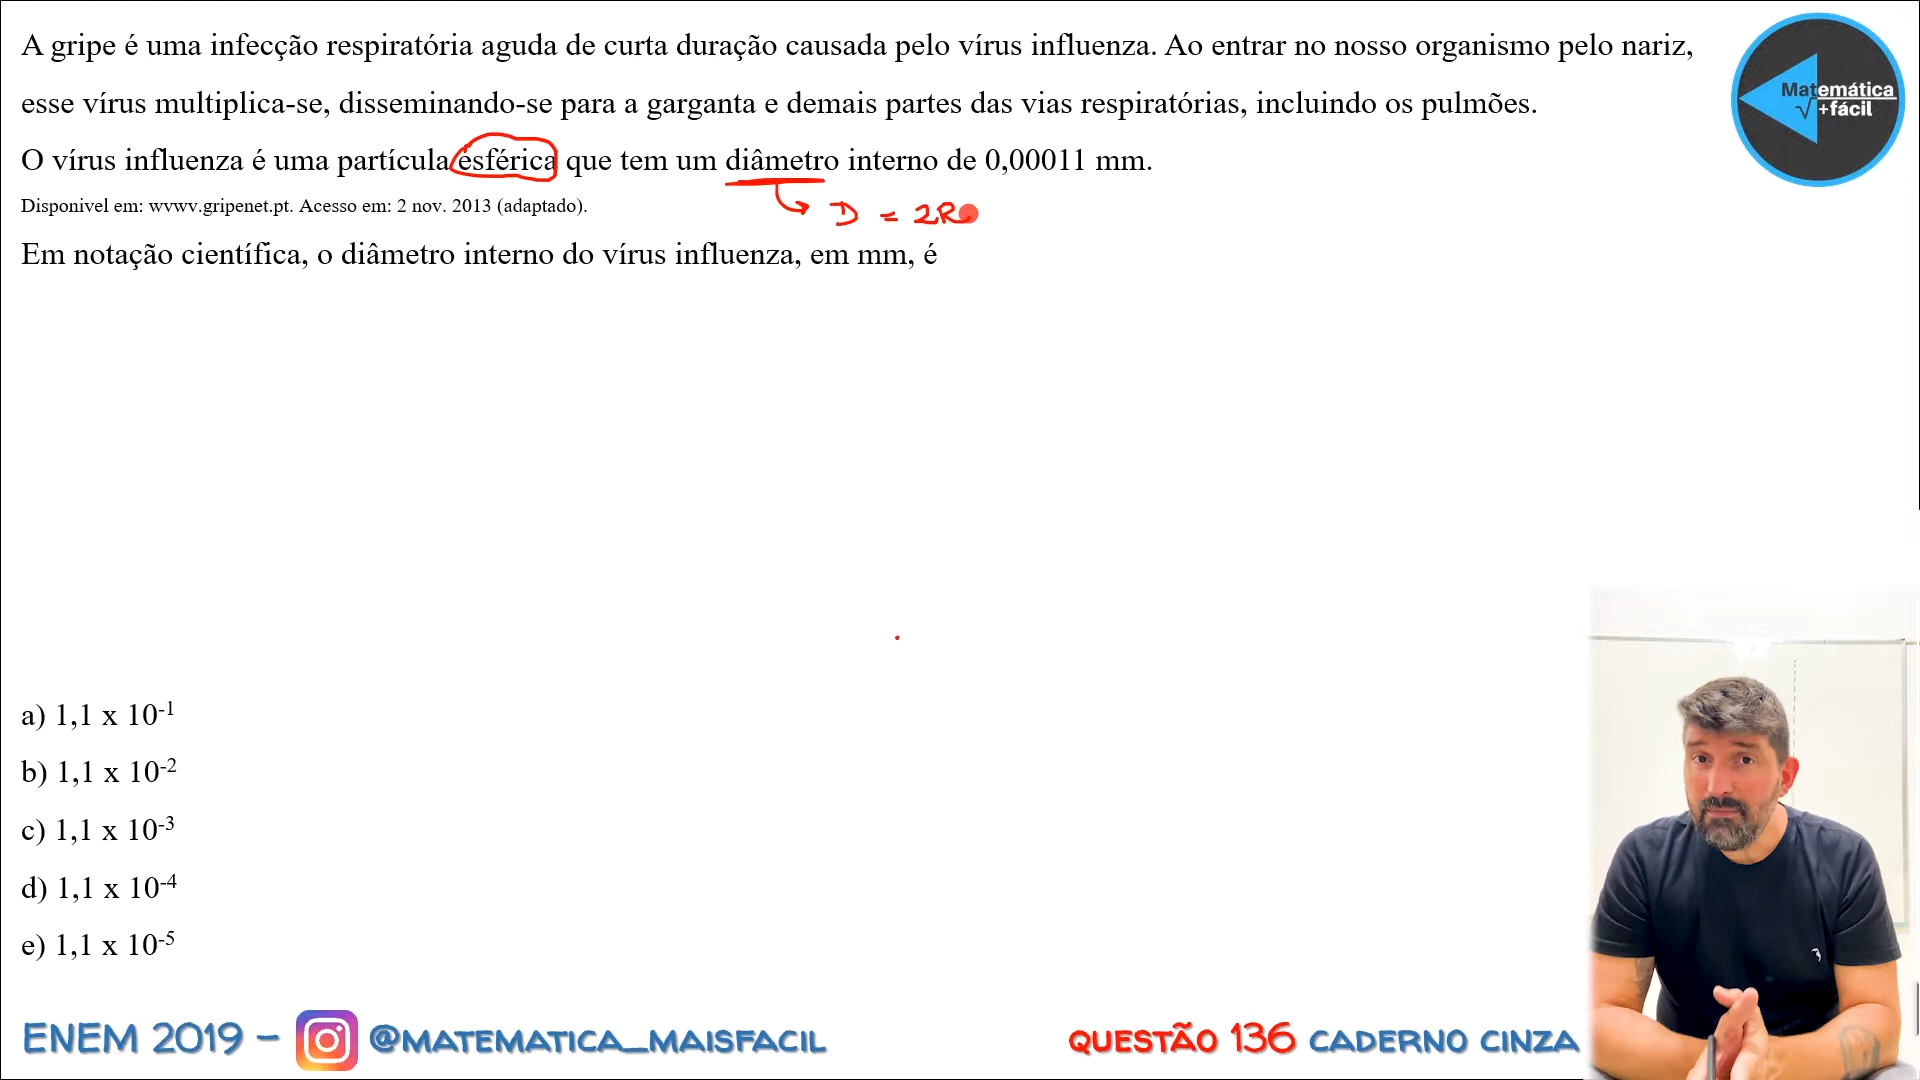 A gripe é uma infecção respiratória aguda de curta duração causada pelo vírus influenza. Ao entrar no nosso organismo pelo nariz,
esse vírus multiplica-se, disseminando-se para a garganta e demais partes das vias respiratórias, incluindo os pulmões.
O vírus influenza é uma partícula esférica que tem um diâmetro interno de 0,00011 mm.
D = 2R
Disponivel em: wvwv.gripenet.pt. Acesso em: 2 nov. 2013 (adaptado).
Em notação científica, o diâmetro interno do vírus influenza, em mm, é
a) 1,1 x 10⁻¹
b) 1,1 x 10⁻²
c) 1,1 x 10⁻³
d) 1,1 x 10⁻⁴
e) 1,1 x 10⁻⁵
Matemática
√ +fácil
ENEM 2019 – @MATEMATICA_MAISFACIL
QUESTÃO 136 CADERNO CINZA